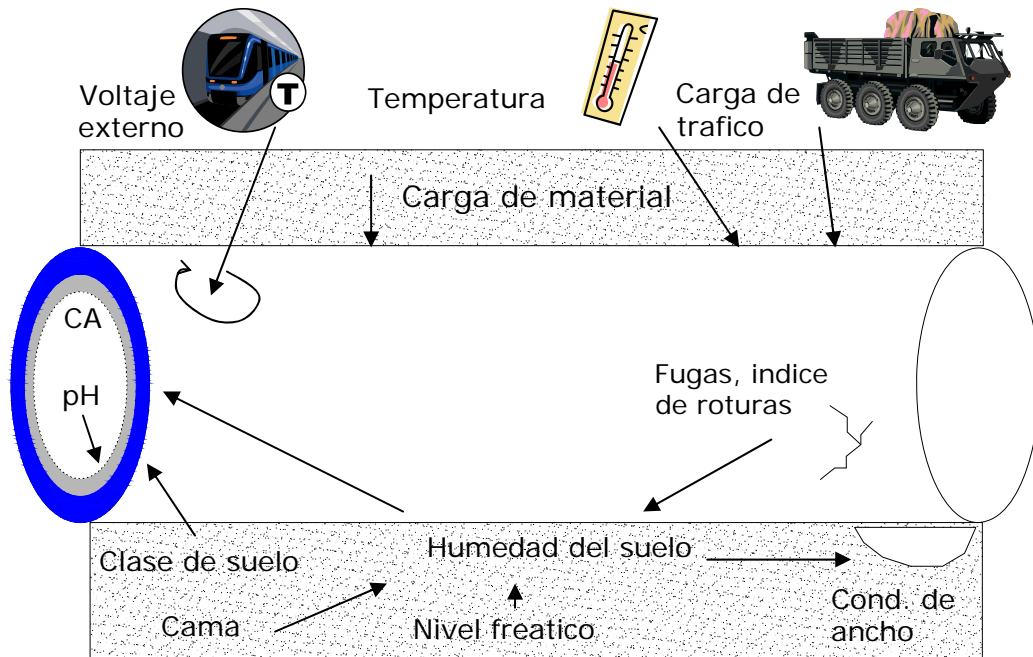 Voltaje
externo
T
Temperatura
Carga de
trafico
Carga de material
CA
pH
Fugas, indice
de roturas
Clase de suelo
Humedad del suelo
Cama
Nivel freatico
Cond. de
ancho